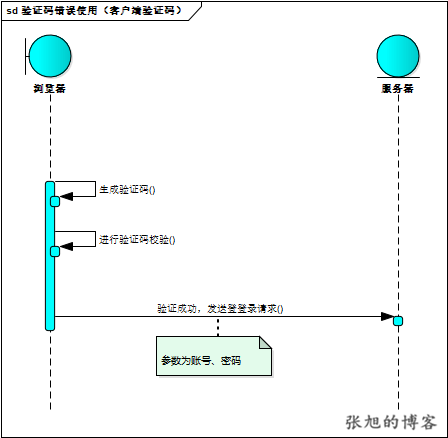 sd 验证码错误使用（客户端验证码）
浏览器
服务器
生成验证码()
进行验证码校验()
验证成功，发送登登录请求()
参数为账号、密码
张旭的博客